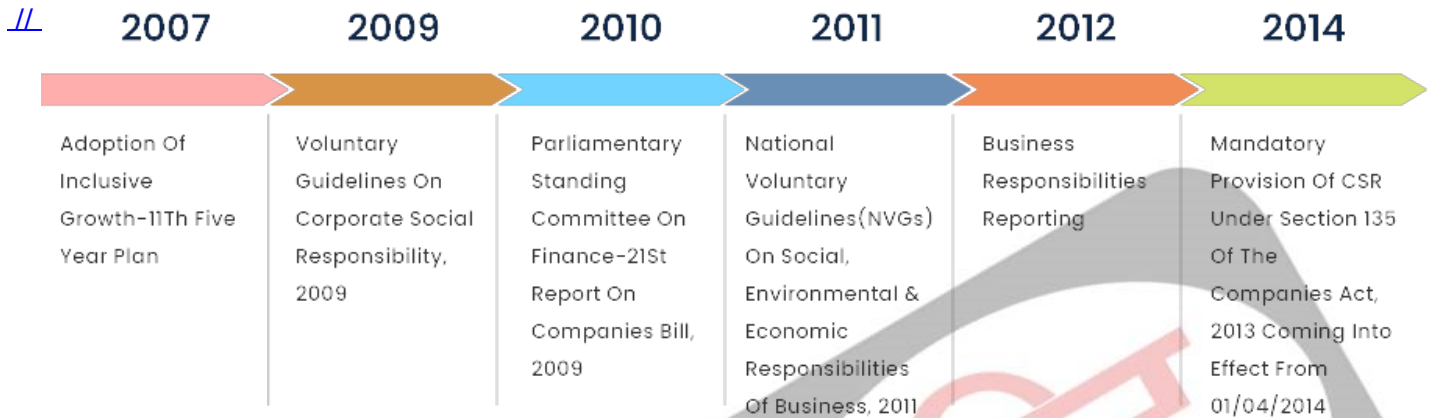 //
2007
Adoption Of
Inclusive
Growth-11Th Five
Year Plan
2009
Voluntary
Guidelines On
Corporate Social
Responsibility,
2009
2010
Parliamentary
Standing
Committee On
Finance-21St
Report On
Companies Bill,
2009
2011
National
Voluntary
Guidelines(NVGs)
On Social,
Environmental &
Economic
Responsibilities
Of Business, 2011
2012
Business
Responsibilities
Reporting
2014
Mandatory
Provision Of CSR
Under Section 135
Of The
Companies Act,
2013 Coming Into
Effect From
01/04/2014